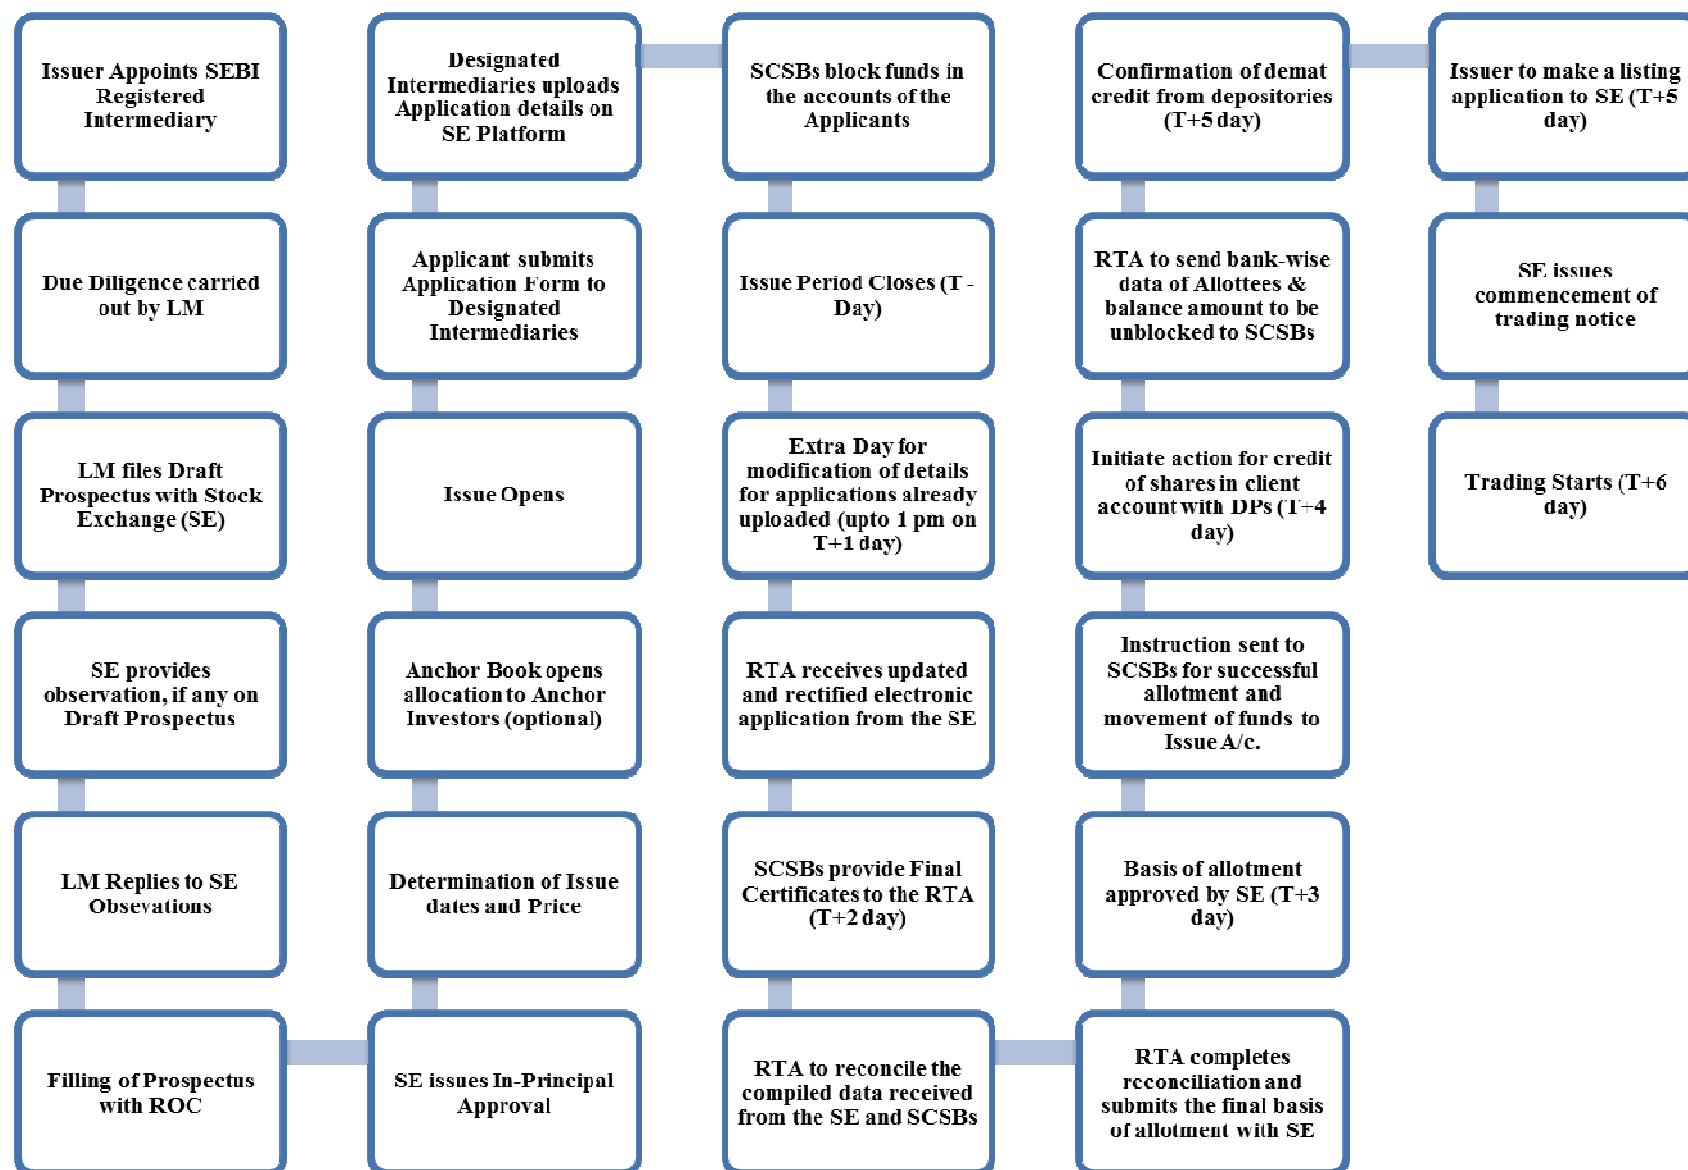 Issuer Appoints SEBI
Registered
Intermediary
Due Diligence carried
out by LM
LM files Draft
Prospectus with Stock
Exchange (SE)
SE provides
observation, if any on
Draft Prospectus
LM Replies to SE
Obsevations
Filling of Prospectus
with ROC
SE issues In-Principal
Approval
Determination of Issue
dates and Price
Anchor Book opens
allocation to Anchor
Investors (optional)
Issue Opens
Applicant submits
Application Form to
Designated
Intermediaries
Designated
Intermediaries uploads
Application details on
SE Platform
SCSBs block funds in
the accounts of the
Applicants
Issue Period Closes (T-
Day)
Extra Day for
modification of details
for applications already
uploaded (upto 1 pm on
T+1 day)
RTA receives updated
and rectified electronic
application from the SE
SCSBs provide Final
Certificates to the RTA
(T+2 day)
RTA to reconcile the
compiled data received
from the SE and SCSBs
RTA completes
reconciliation and
submits the final basis
of allotment with SE
Basis of allotment
approved by SE (T+3
day)
Instruction sent to
SCSBs for successful
allotment and
movement of funds to
Issue A/c.
Initiate action for credit
of shares in client
account with DPs (T+4
day)
RTA to send bank-wise
data of Allottees &
balance amount to be
unblocked to SCSBs
Confirmation of demat
credit from depositories
(T+5 day)
Issuer to make a listing
application to SE (T+5
day)
SE issues
commencement of
trading notice
Trading Starts (T+6
day)